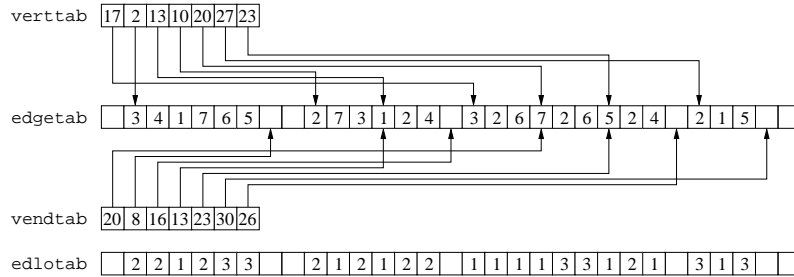 verttab 17 2 13 10 20 27 23
edgetab 3 4 1 7 6 5 2 7 3 1 2 4 3 2 6 7 2 6 5 2 4 2 1 5
vendtab 20 8 16 13 23 30 26
edlotab 2 2 1 2 3 3 2 1 2 1 2 2 1 1 1 1 3 3 1 2 1 3 1 3